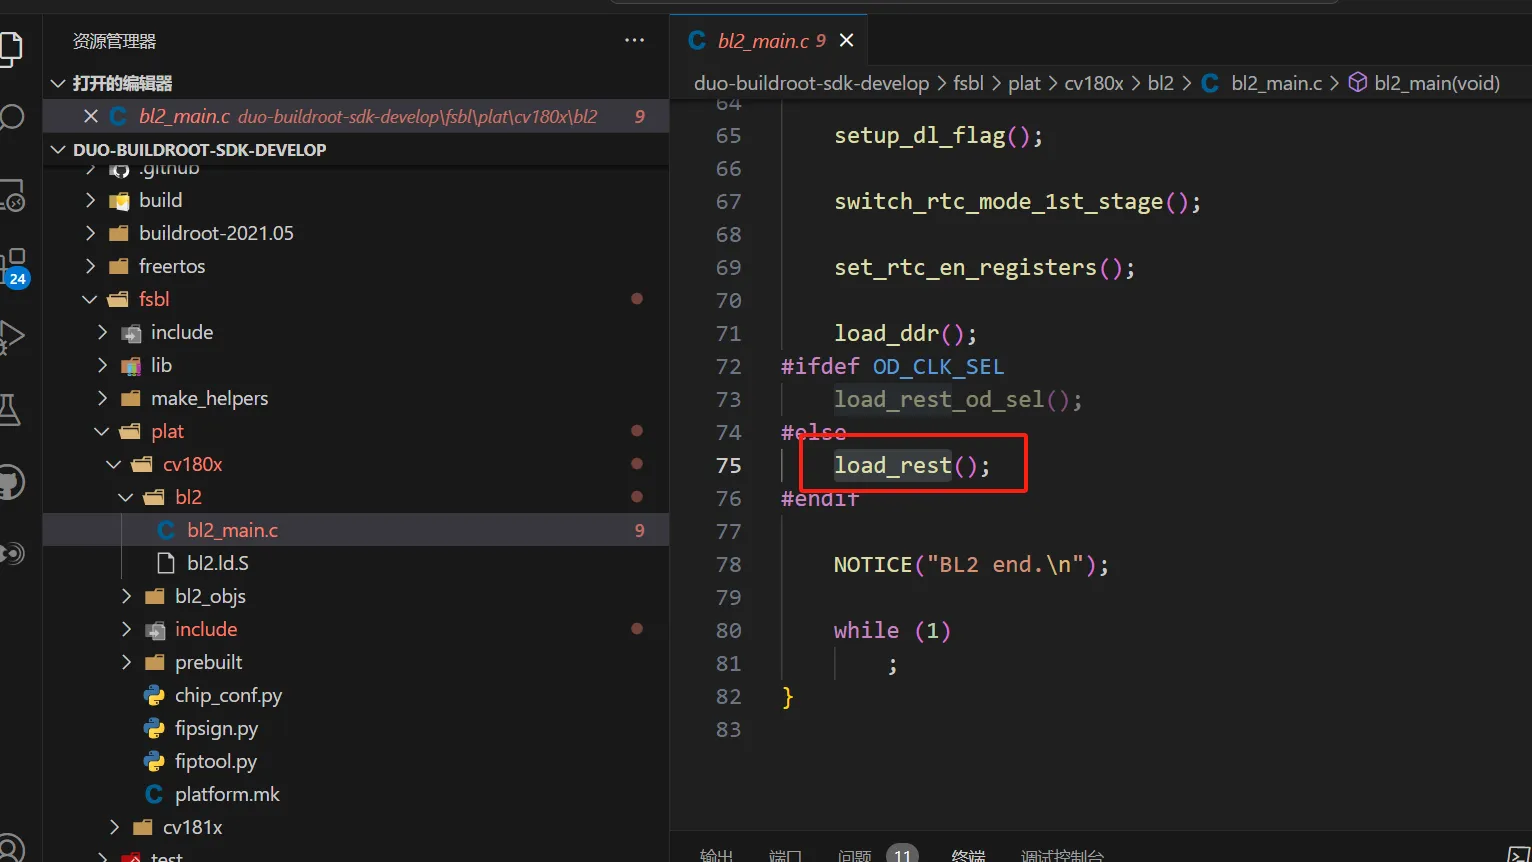 资源管理器
打开的编辑器
bl2_main.c duo-buildroot-sdk-develop\fsbl\plat\cv180x\bl2 9
DUO-BUILDROOT-SDK-DEVELOP
.github
build
buildroot-2021.05
freertos
24
fsbl
include
lib
make_helpers
plat
cv180x
bl2
bl2_main.c 9
bl2.ld.S
bl2_objs
include
prebuilt
chip_conf.py
fipsign.py
fiptool.py
platform.mk
cv181x
test
bl2_main.c 9
duo-buildroot-sdk-develop > fsbl > plat > cv180x > bl2 > bl2_main.c > bl2_main(void)
64
65 setup_dl_flag();
66
67 switch_rtc_mode_1st_stage();
68
69 set_rtc_en_registers();
70
71 load_ddr();
72 #ifdef OD_CLK_SEL
73 load_rest_od_sel();
74 #else
75 load_rest();
76 #endif
77
78 NOTICE("BL2 end.\n");
79
80 while (1)
81 ;
82 }
83
输出 端口 问题 11 终端 调试控制台